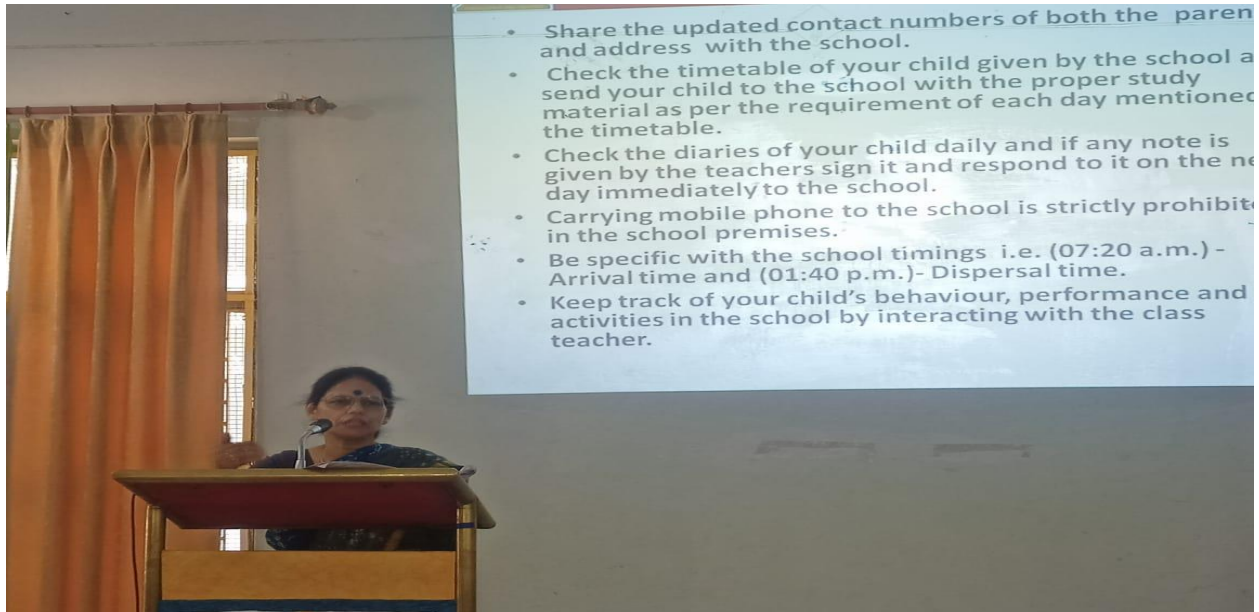 • Share the updated contact numbers of both the paren
and address with the school.
• Check the timetable of your child given by the school a
send your child to the school with the proper study
material as per the requirement of each day mentioned
the timetable.
• Check the diaries of your child daily and if any note is
given by the teachers sign it and respond to it on the ne
day immediately to the school.
• Carrying mobile phone to the school is strictly prohibite
in the school premises.
• Be specific with the school timings i.e. (07:20 a.m.) -
Arrival time and (01:40 p.m.)- Dispersal time.
• Keep track of your child's behaviour, performance and
activities in the school by interacting with the class
teacher.